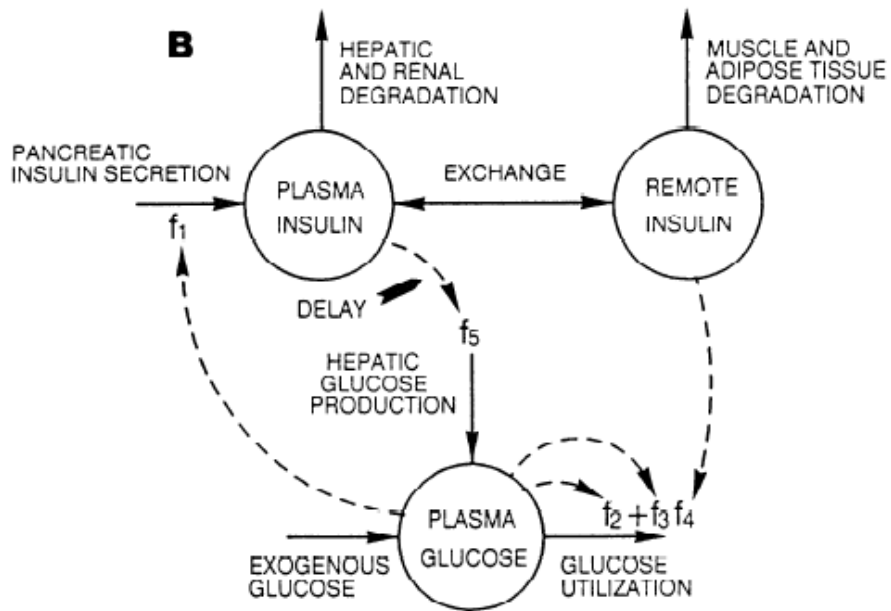 B
HEPATIC
AND RENAL
DEGRADATION
MUSCLE AND
ADIPOSE TISSUE
DEGRADATION
PANCREATIC
INSULIN SECRETION
f1
PLASMA
INSULIN
EXCHANGE
REMOTE
INSULIN
DELAY
f5
HEPATIC
GLUCOSE
PRODUCTION
PLASMA
GLUCOSE
f2 + f3 f4
EXOGENOUS
GLUCOSE
GLUCOSE
UTILIZATION